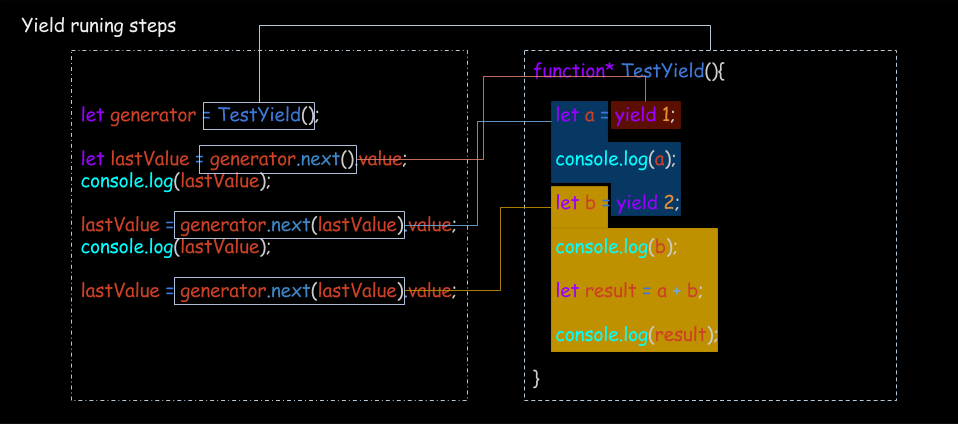 Yield runing steps
let generator = TestYield();
let lastValue = generator.next().value;
console.log(lastValue);
lastValue = generator.next(lastValue).value;
console.log(lastValue);
lastValue = generator.next(lastValue).value;
function* TestYield(){
let a = yield 1;
console.log(a);
let b = yield 2;
console.log(b);
let result = a + b;
console.log(result);
}